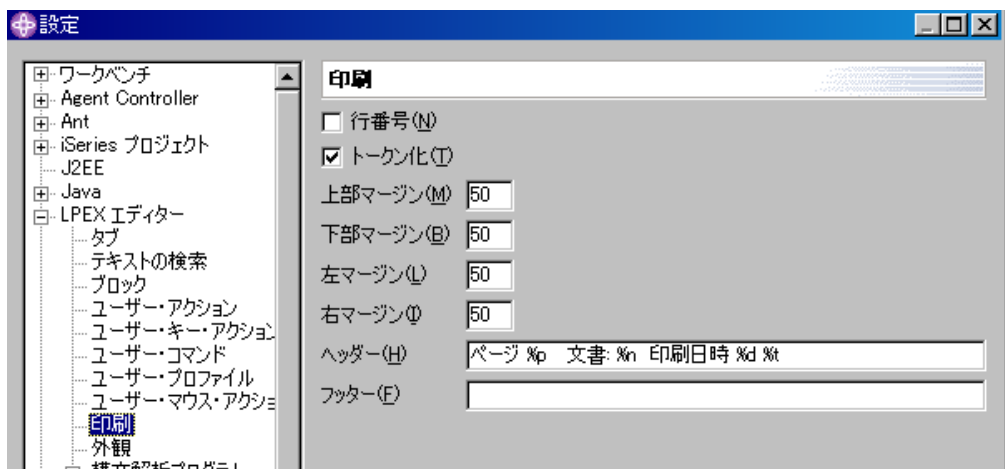 設定
ワークベンチ
Agent Controller
Ant
iSeries プロジェクト
J2EE
Java
LPEX エディター
タブ
テキストの検索
ブロック
ユーザー・アクション
ユーザー・キー・アクション
ユーザー・コマンド
ユーザー・プロファイル
ユーザー・マウス・アクショ
印刷
外観
印刷
行番号(N)
トークン化(T)
上部マージン(M) 50
下部マージン(B) 50
左マージン(L) 50
右マージン(I) 50
ヘッダー(H) ページ %p 文書: %n 印刷日時 %d %t
フッター(F)